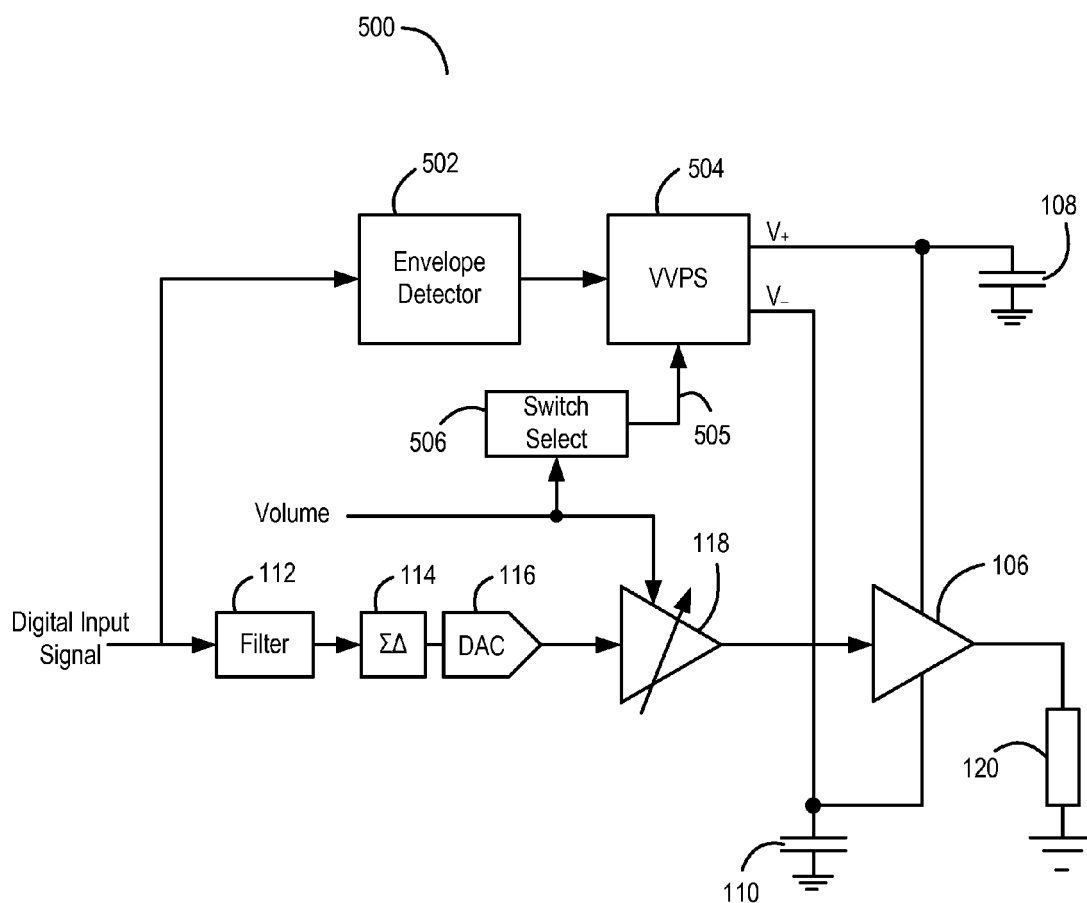 500
502
504
108
Envelope
Detector
VVPS
V+
V−
506
Switch
Select
505
Volume
118
106
112
114
116
Digital Input
Signal
Filter
ΣΔ
DAC
120
110